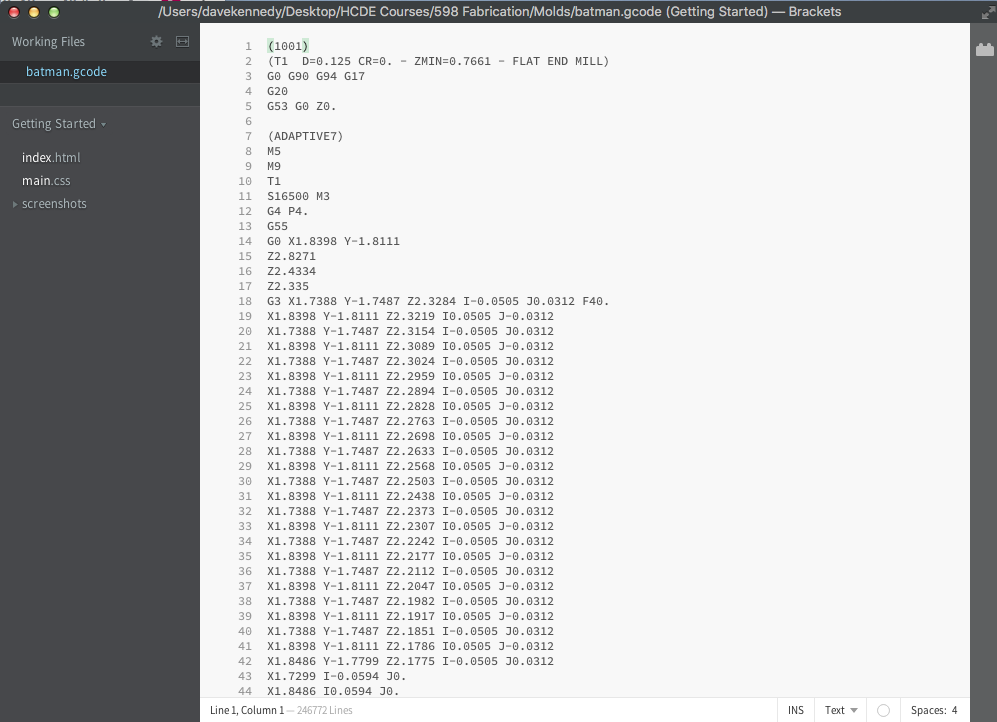 /Users/davekennedy/Desktop/HCDE Courses/598 Fabrication/Molds/batman.gcode (Getting Started) — Brackets
Working Files
batman.gcode
Getting Started
index.html
main.css
screenshots
1 (1001)
2 (T1  D=0.125 CR=0. - ZMIN=0.7661 - FLAT END MILL)
3 G0 G90 G94 G17
4 G20
5 G53 G0 Z0.
6
7 (ADAPTIVE7)
8 M5
9 M9
10 T1
11 S16500 M3
12 G4 P4.
13 G55
14 G0 X1.8398 Y-1.8111
15 Z2.8271
16 Z2.4334
17 Z2.335
18 G3 X1.7388 Y-1.7487 Z2.3284 I-0.0505 J0.0312 F40.
19 X1.8398 Y-1.8111 Z2.3219 I0.0505 J-0.0312
20 X1.7388 Y-1.7487 Z2.3154 I-0.0505 J0.0312
21 X1.8398 Y-1.8111 Z2.3089 I0.0505 J-0.0312
22 X1.7388 Y-1.7487 Z2.3024 I-0.0505 J0.0312
23 X1.8398 Y-1.8111 Z2.2959 I0.0505 J-0.0312
24 X1.7388 Y-1.7487 Z2.2894 I-0.0505 J0.0312
25 X1.8398 Y-1.8111 Z2.2828 I0.0505 J-0.0312
26 X1.7388 Y-1.7487 Z2.2763 I-0.0505 J0.0312
27 X1.8398 Y-1.8111 Z2.2698 I0.0505 J-0.0312
28 X1.7388 Y-1.7487 Z2.2633 I-0.0505 J0.0312
29 X1.8398 Y-1.8111 Z2.2568 I0.0505 J-0.0312
30 X1.7388 Y-1.7487 Z2.2503 I-0.0505 J0.0312
31 X1.8398 Y-1.8111 Z2.2438 I0.0505 J-0.0312
32 X1.7388 Y-1.7487 Z2.2373 I-0.0505 J0.0312
33 X1.8398 Y-1.8111 Z2.2307 I0.0505 J-0.0312
34 X1.7388 Y-1.7487 Z2.2242 I-0.0505 J0.0312
35 X1.8398 Y-1.8111 Z2.2177 I0.0505 J-0.0312
36 X1.7388 Y-1.7487 Z2.2112 I-0.0505 J0.0312
37 X1.8398 Y-1.8111 Z2.2047 I0.0505 J-0.0312
38 X1.7388 Y-1.7487 Z2.1982 I-0.0505 J0.0312
39 X1.8398 Y-1.8111 Z2.1917 I0.0505 J-0.0312
40 X1.7388 Y-1.7487 Z2.1851 I-0.0505 J0.0312
41 X1.8398 Y-1.8111 Z2.1786 I0.0505 J-0.0312
42 X1.8486 Y-1.7799 Z2.1775 I-0.0505 J0.0312
43 X1.7299 I-0.0594 J0.
44 X1.8486 I0.0594 J0.
Line 1, Column 1 — 246772 Lines
INS
Text
Spaces: 4